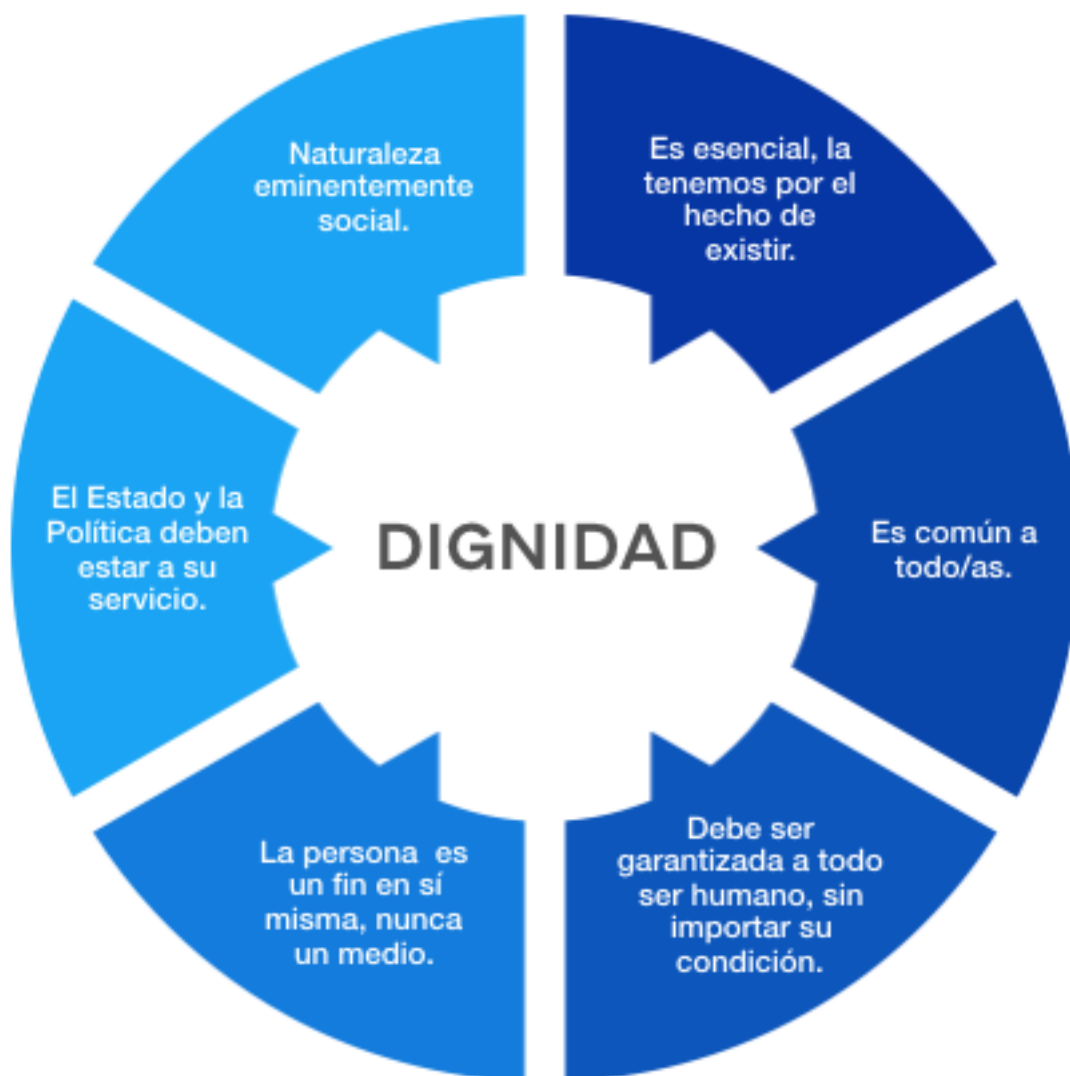 Naturaleza
eminentemente
social.
Es esencial, la
tenemos por el
hecho de
existir.
El Estado y la
Política deben
estar a su
servicio.
DIGNIDAD
Es común a
todo/as.
La persona es
un fin en sí
misma, nunca
un medio.
Debe ser
garantizada a todo
ser humano, sin
importar su
condición.